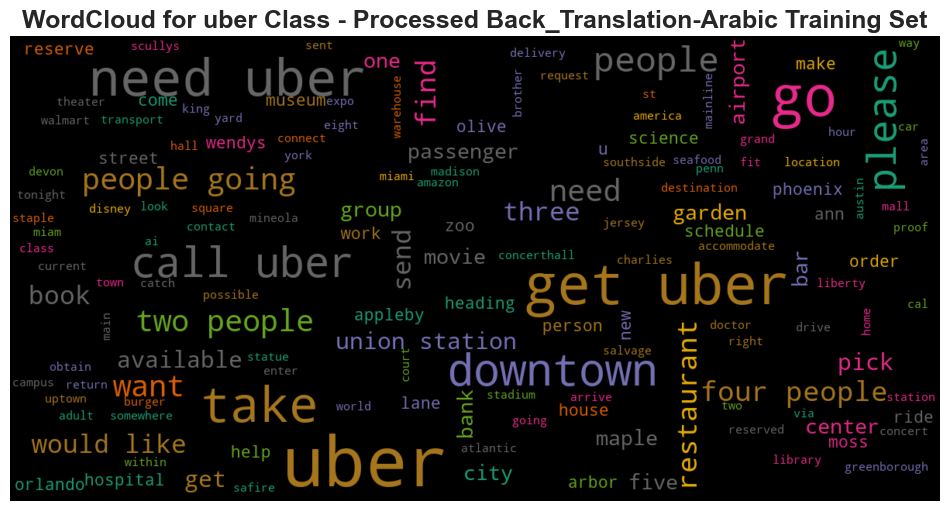 WordCloud for uber Class - Processed Back_Translation-Arabic Training Set
reserve scullys sent one delivery people airport make please way
need uber find request go
theater come king museum expo warehouse brother st mainline
walmart transport yard eight olive america science hour car
hall wendys connect passenger u grand area
devon street york southside seafood fit location
people going miami madison amazon need penn destination phoenix austin
tonight disney look square group three garden ann mall
staple miam contact mineola zoo jersey schedule proof
class ai work send movie concerthall accommodate order
current call uber charlies bar
town catch get uber liberty cal
book possible heading
main two people appleby person new doctor drive home
union station restaurant right
available statue court salvage pick
obtain enter downtown
campus return want stadium arrive four people station
uptown burger take world lane bank house two via ride
adult somewhere going reserved center concert
would like maple moss
within help atlantic library greenborough
orlando hospital get safire uber city arbor five